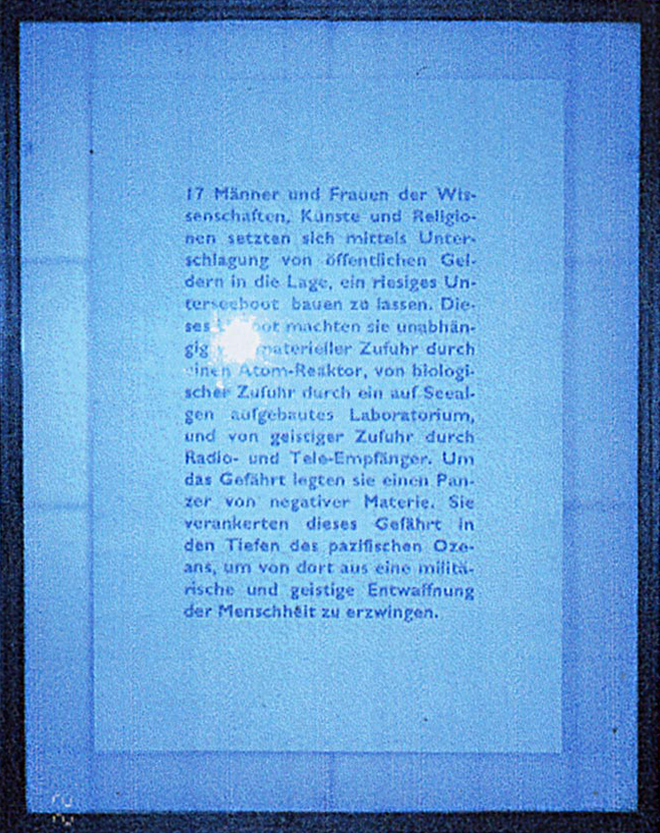 17 Männer und Frauen der Wis-
senschaften, Künste und Religio-
nen setzten sich mittels Unter-
schlagung von öffentlichen Gel-
dern in die Lage, ein riesiges Un-
terseeboot bauen zu lassen. Die-
ses machten sie unabhän-
gig materieller Zufuhr durch
einen Atom-Reaktor, von biologi-
scher Zufuhr durch ein auf Seeal-
gen aufgebautes Laboratorium,
und von geistiger Zufuhr durch
Radio- und Tele-Empfänger. Um
das Gefährt legten sie einen Pan-
zer von negativer Materie. Sie
verankerten dieses Gefährt in
den Tiefen des pazifischen Oze-
ans, um von dort aus eine militä-
rische und geistige Entwaffnung
der Menschheit zu erzwingen.